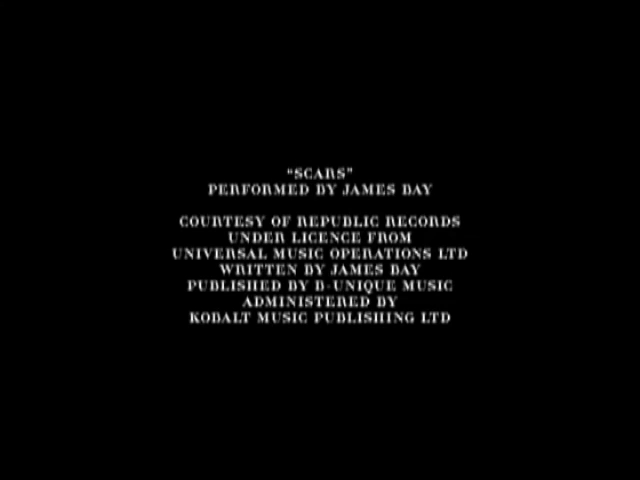 "SCARS"
PERFORMED BY JAMES BAY
COURTESY OF REPUBLIC RECORDS
UNDER LICENCE FROM
UNIVERSAL MUSIC OPERATIONS LTD
WRITTEN BY JAMES BAY
PUBLISHED BY B-UNIQUE MUSIC
ADMINISTERED BY
KOBALT MUSIC PUBLISHING LTD